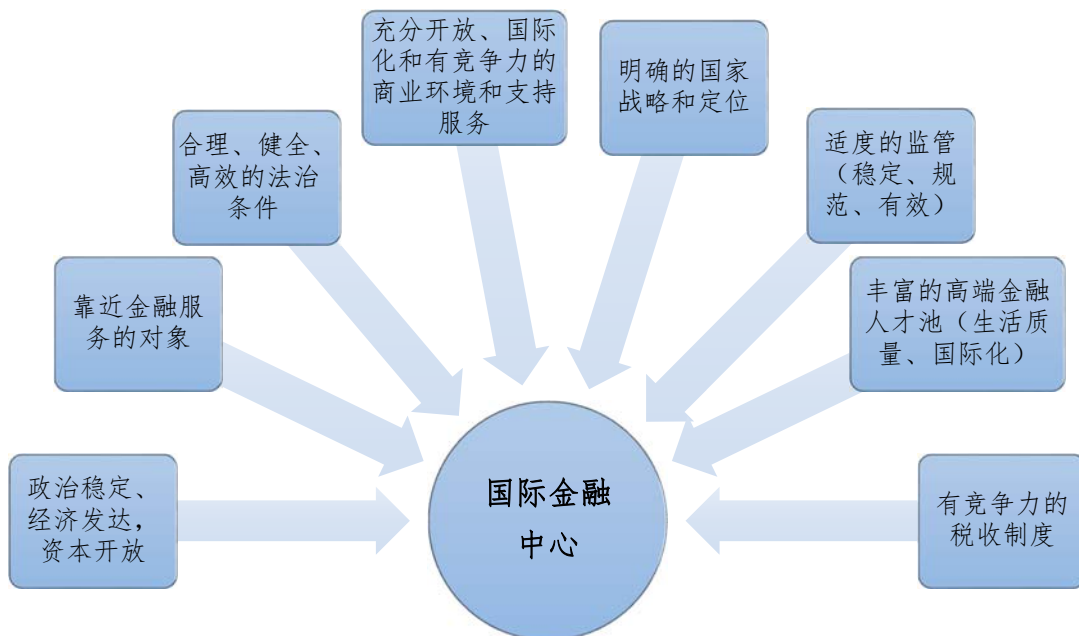 充分开放、国际
化和有竞争力的
商业环境和支持
服务
明确的国家
战略和定位
合理、健全、
高效的法治
条件
适度的监管
（稳定、规
范、有效）
靠近金融服
务的对象
丰富的高端金融
人才池（生活质
量、国际化）
政治稳定、
经济发达，
资本开放
国际金融
中心
有竞争力的
税收制度